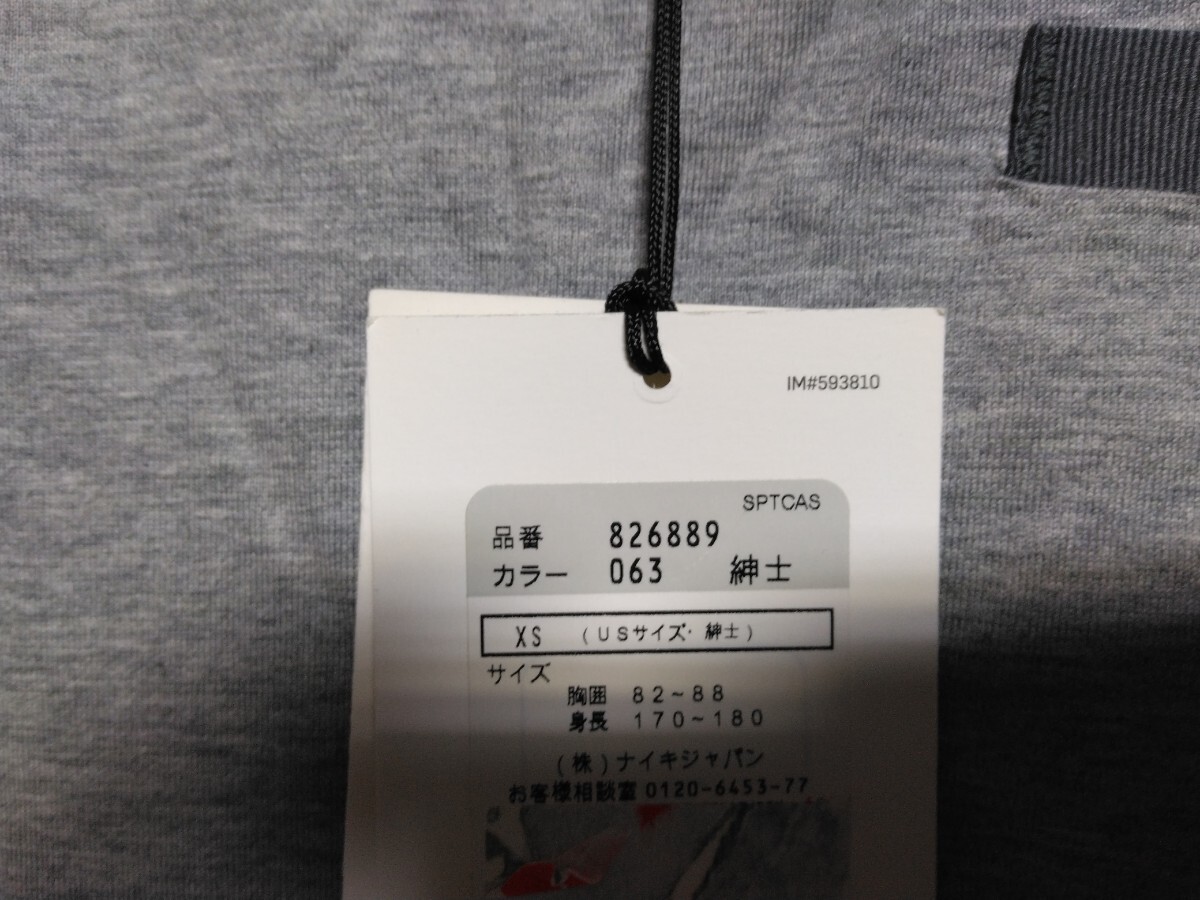 IM#593810
SPTCAS
品番 826889
カラー 063 紳士
XS (USサイズ・紳士)
サイズ
胸囲 82~88
身長 170~180
(株)ナイキジャパン
お客様相談室 0120-6453-77